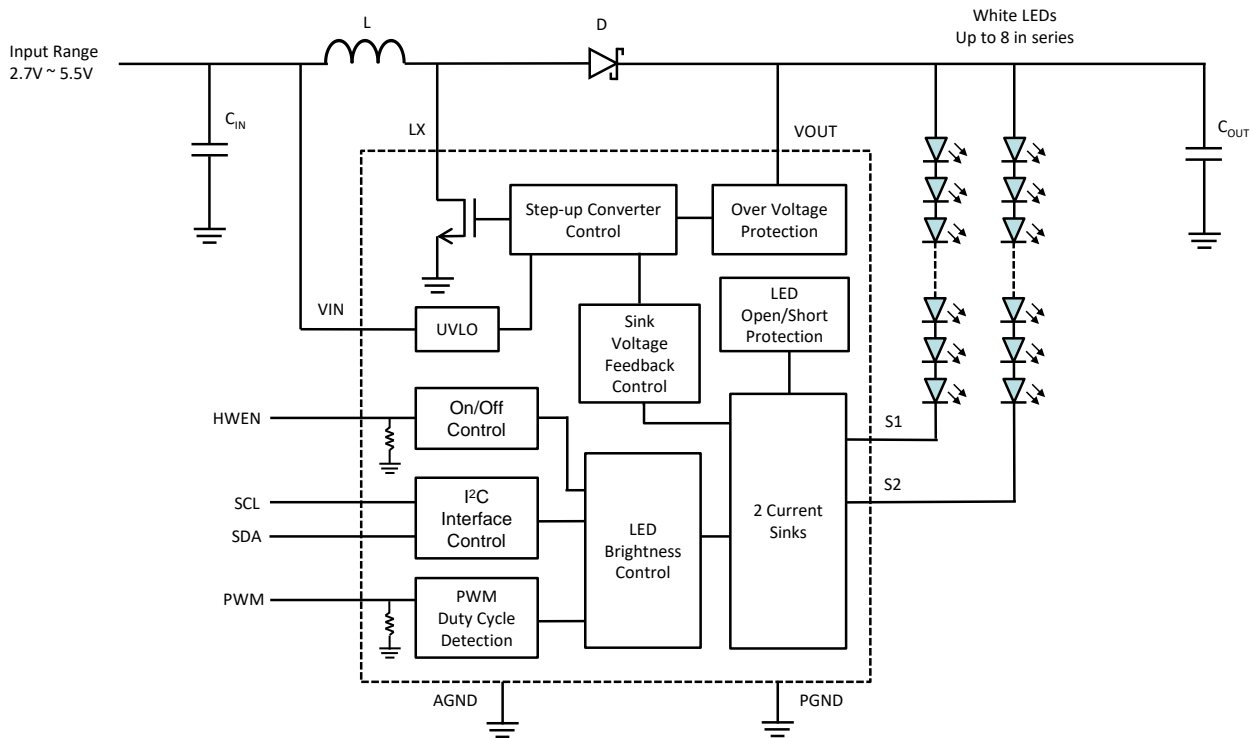 L
D
White LEDs
Up to 8 in series
Input Range
2.7V ~ 5.5V
C_IN
LX
VOUT
C_OUT
Step-up Converter
Control
Over Voltage
Protection
VIN
UVLO
Sink
Voltage
Feedback
Control
LED
Open/Short
Protection
HWEN
On/Off
Control
S1
SCL
SDA
I²C
Interface
Control
LED
Brightness
Control
2 Current
Sinks
S2
PWM
PWM
Duty Cycle
Detection
AGND
PGND